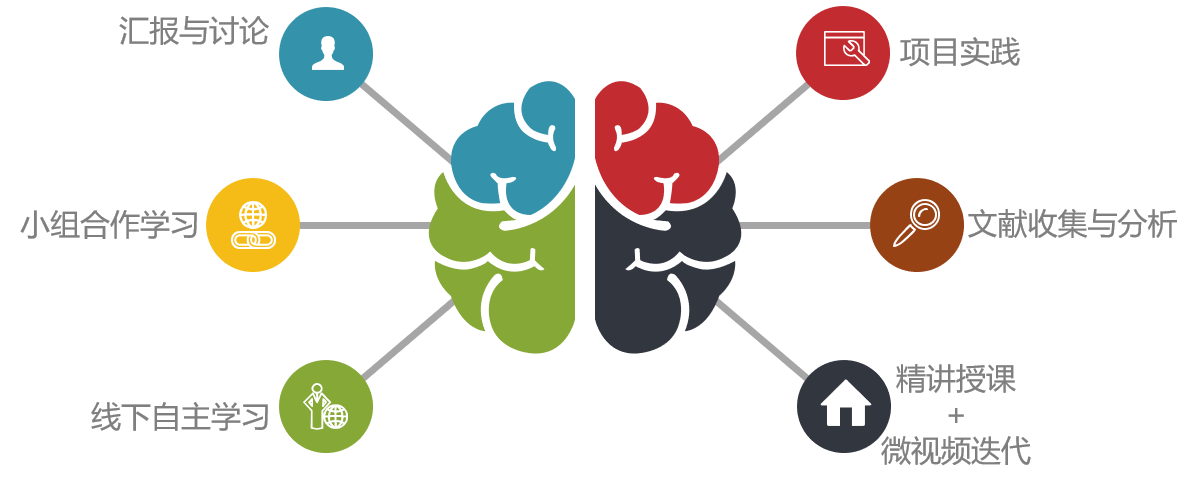 汇报与讨论
项目实践
小组合作学习
文献收集与分析
线下自主学习
精讲授课
+
微视频迭代